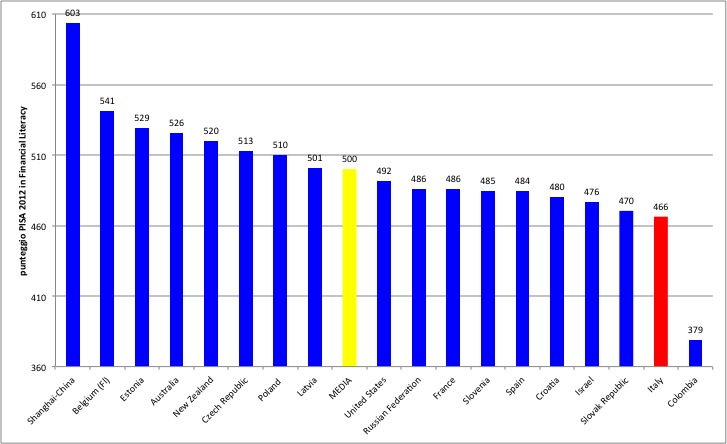 punteggio PISA 2012 in Financial Literacy
610
560
510
460
410
360
603
541
529
526
520
513
510
501
500
492
486
486
485
484
480
476
470
466
379
Shanghai-China
Belgium (Fl)
Estonia
Australia
New Zealand
Czech Republic
Poland
Latvia
MEDIA
United States
Russian Federation
France
Slovenia
Spain
Croatia
Israel
Slovak Republic
Italy
Colombia